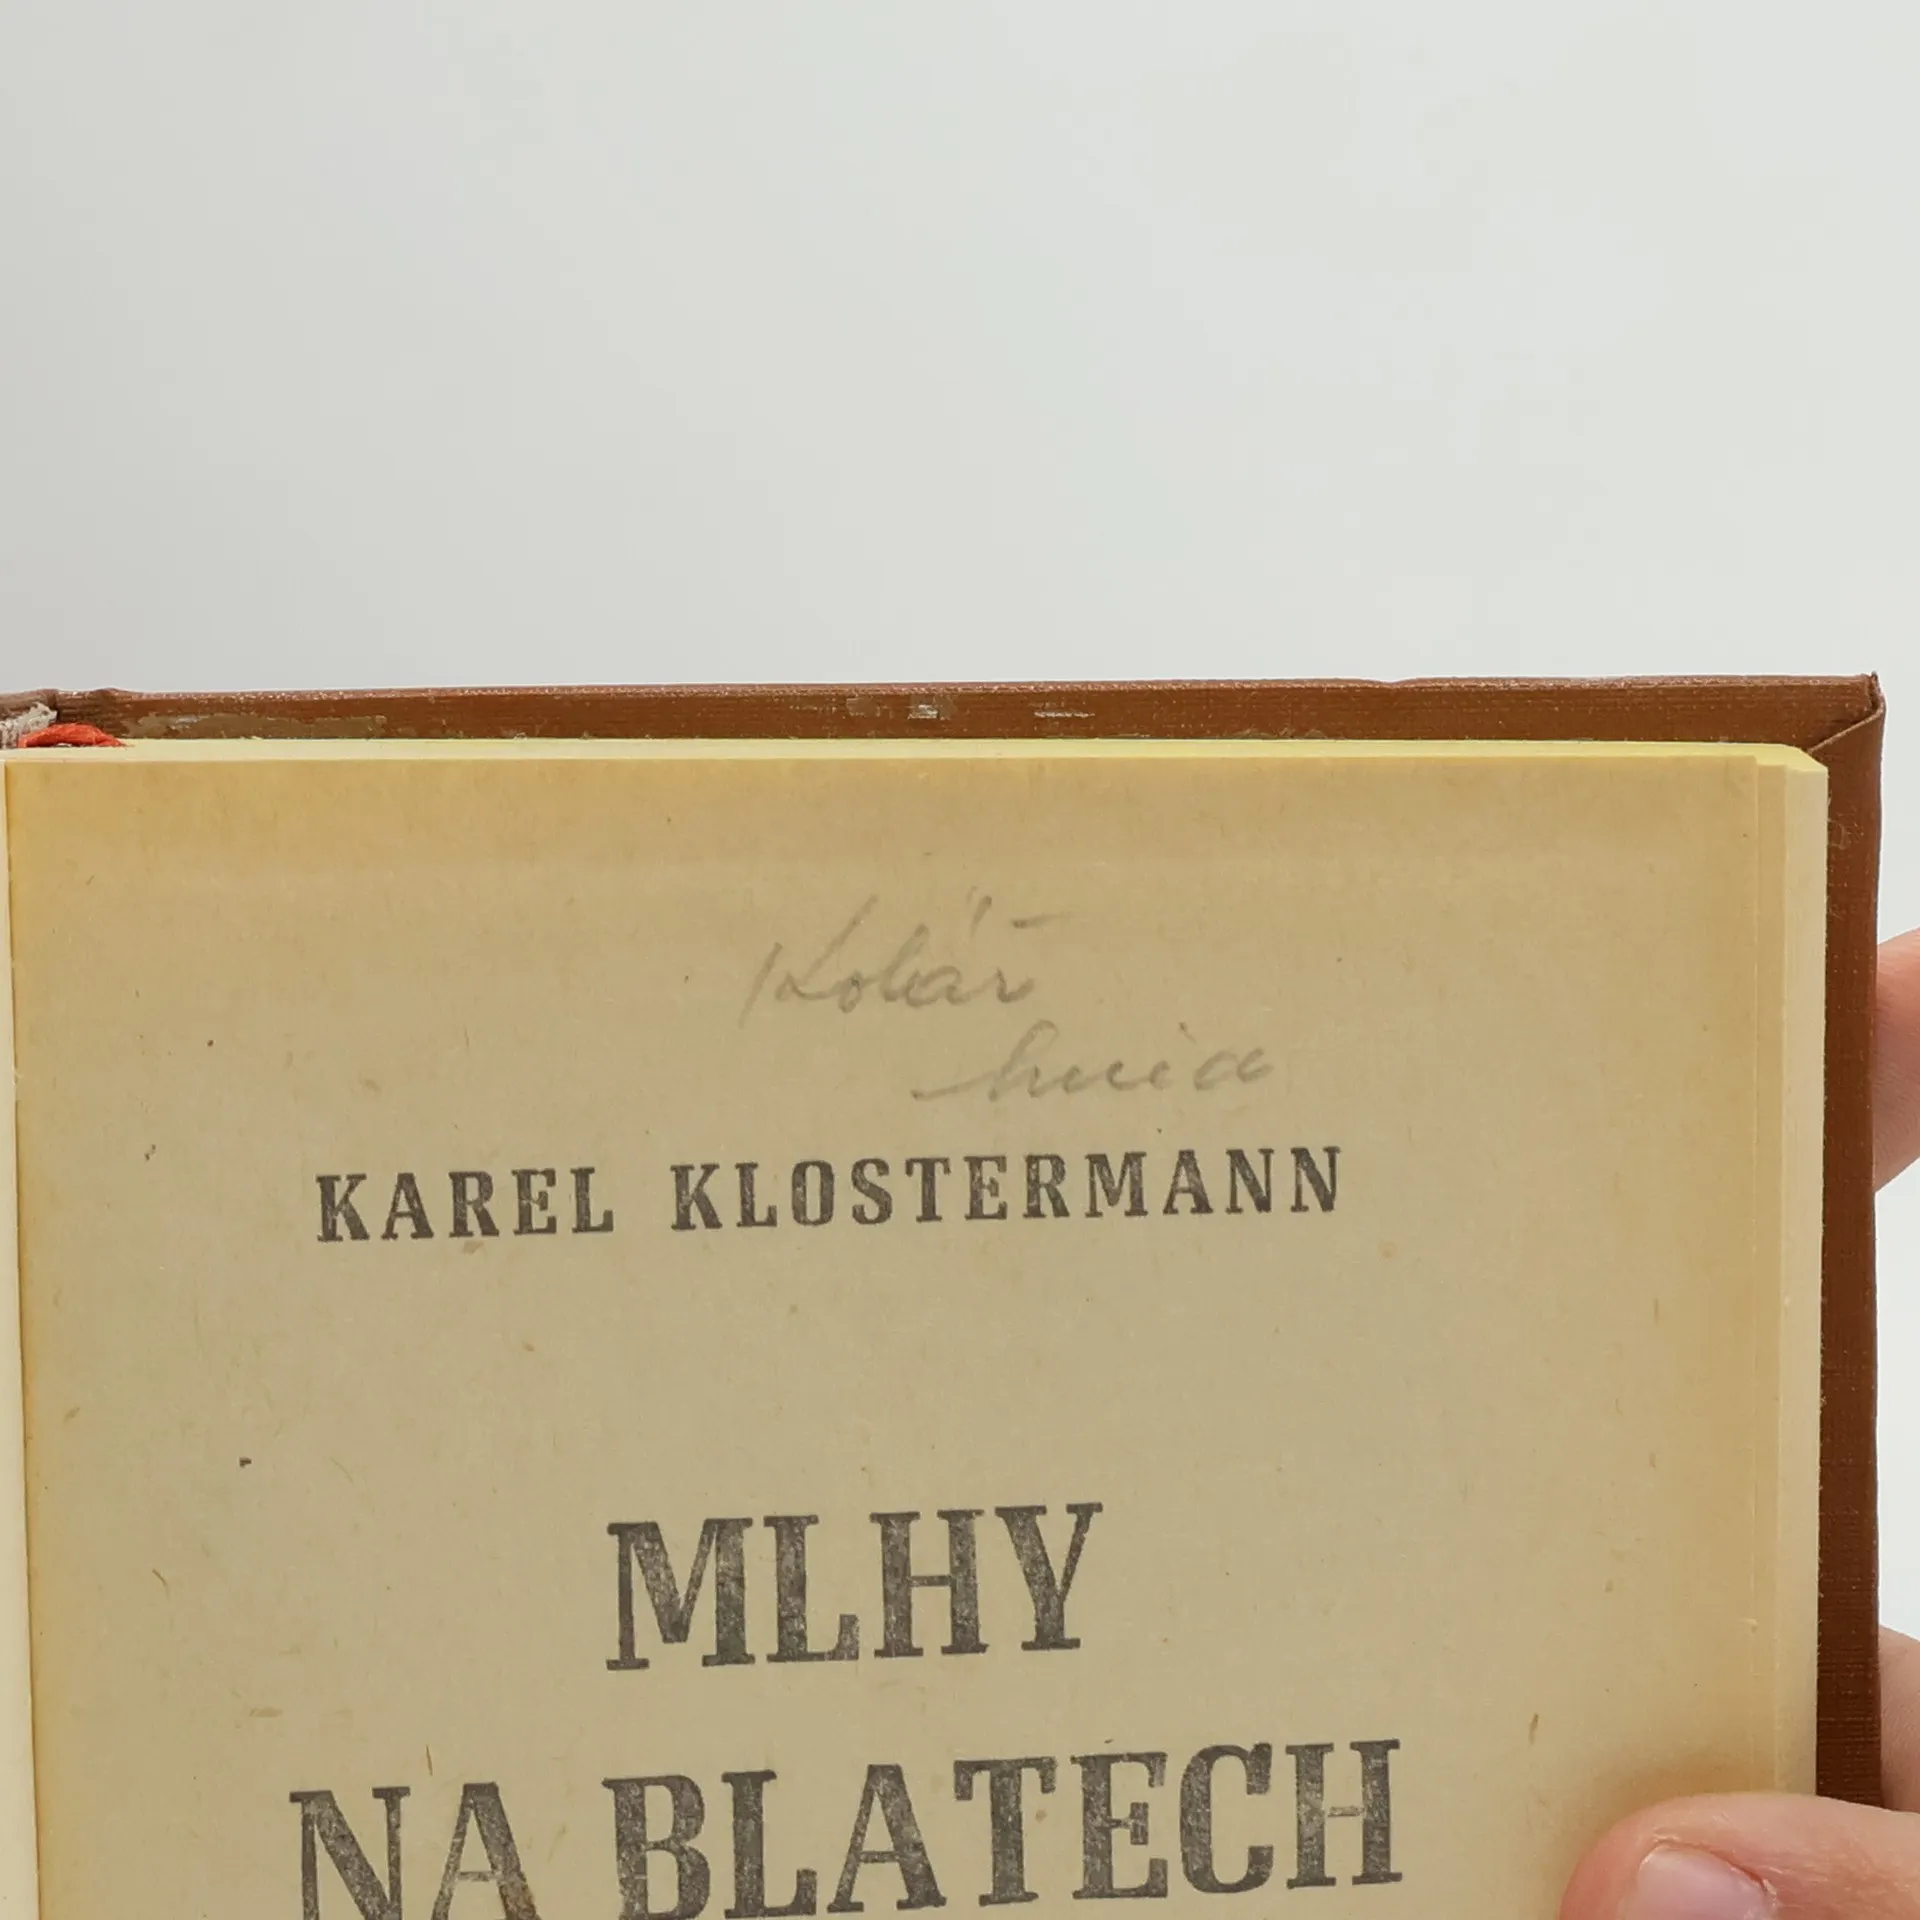 Kolář
KAREL KLOSTERMANN
MLHY
NA BLATECH